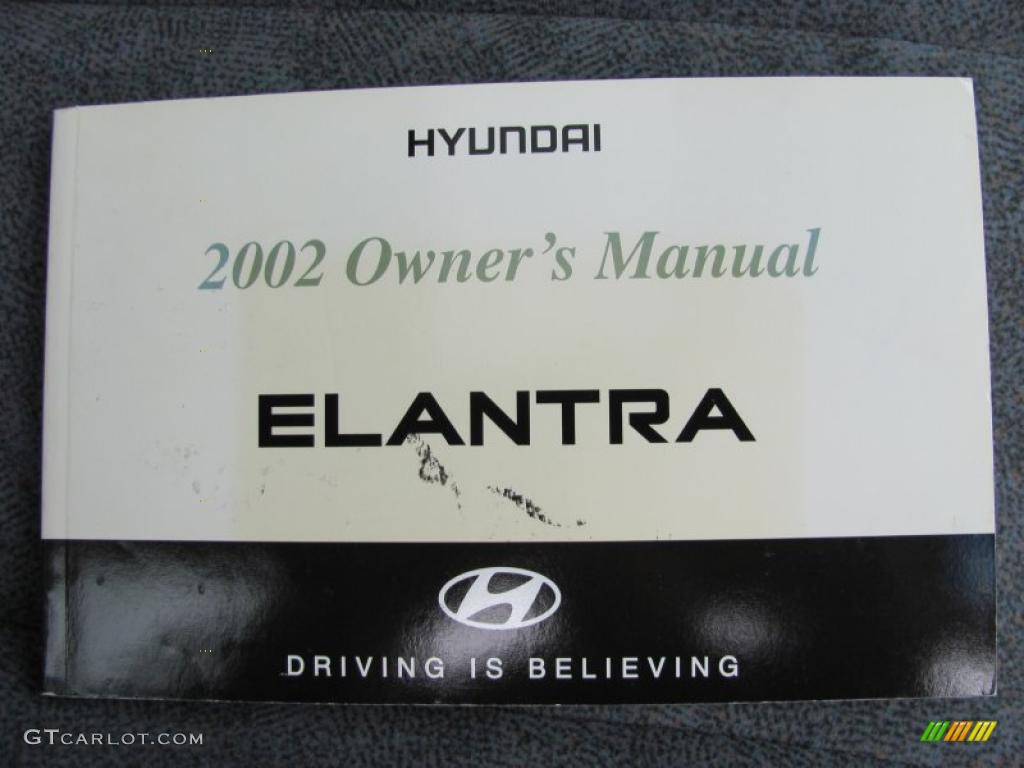 HYUNDAI
2002 Owner's Manual
ELANTRA
DRIVING IS BELIEVING
GTCARLOT.COM